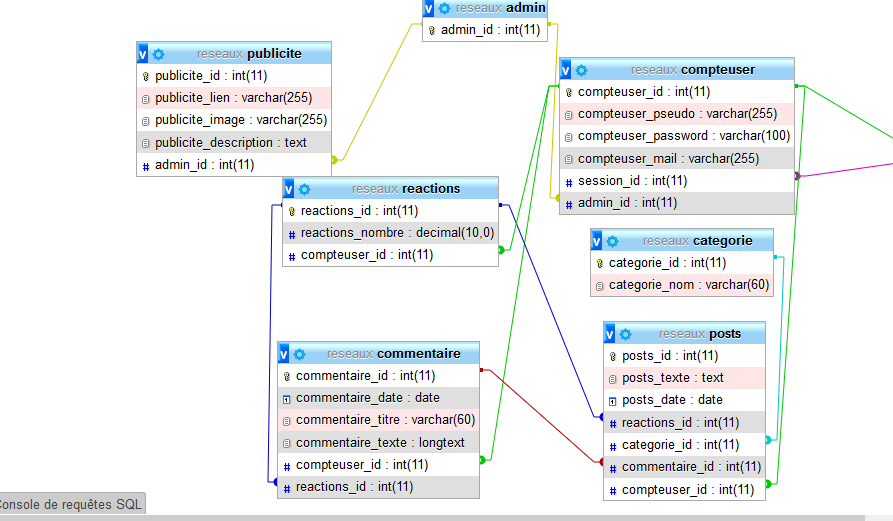 reseaux admin
admin_id : int(11)
reseaux publicite
publicite_id : int(11)
publicite_lien : varchar(255)
publicite_image : varchar(255)
publicite_description : text
admin_id : int(11)
reseaux compteuser
compteuser_id : int(11)
compteuser_pseudo : varchar(255)
compteuser_password : varchar(100)
compteuser_mail : varchar(255)
session_id : int(11)
admin_id : int(11)
reseaux reactions
reactions_id : int(11)
reactions_nombre : decimal(10,0)
compteuser_id : int(11)
reseaux categorie
categorie_id : int(11)
categorie_nom : varchar(60)
reseaux commentaire
commentaire_id : int(11)
commentaire_date : date
commentaire_titre : varchar(60)
commentaire_texte : longtext
compteuser_id : int(11)
reactions_id : int(11)
reseaux posts
posts_id : int(11)
posts_texte : text
posts_date : date
reactions_id : int(11)
categorie_id : int(11)
commentaire_id : int(11)
compteuser_id : int(11)
Console de requêtes SQL